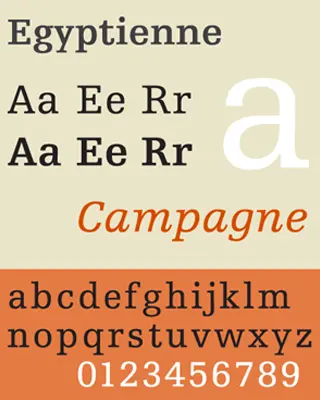 Egyptienne
Aa Ee Rr
Aa Ee Rr
a
Campagne
abcdefghijklm
nopqrstuvwxyz
0123456789